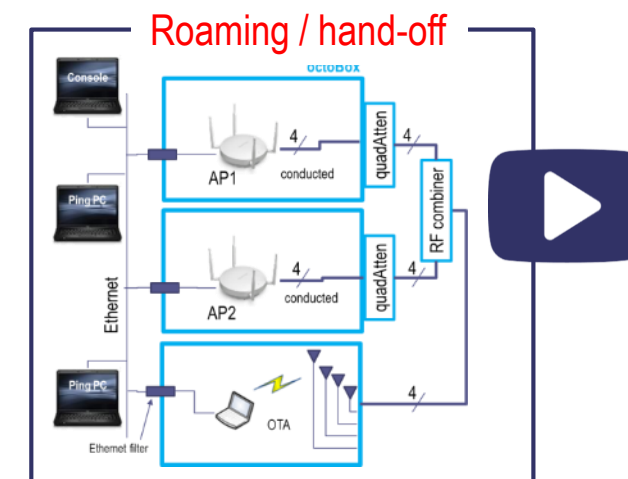 Roaming / hand-off
octoBox
Console
AP1
4
conducted
quadAtten
4
Ping PC
RF combiner
AP2
4
conducted
quadAtten
4
Ethernet
Ping PC
OTA
4
Ethernet filter